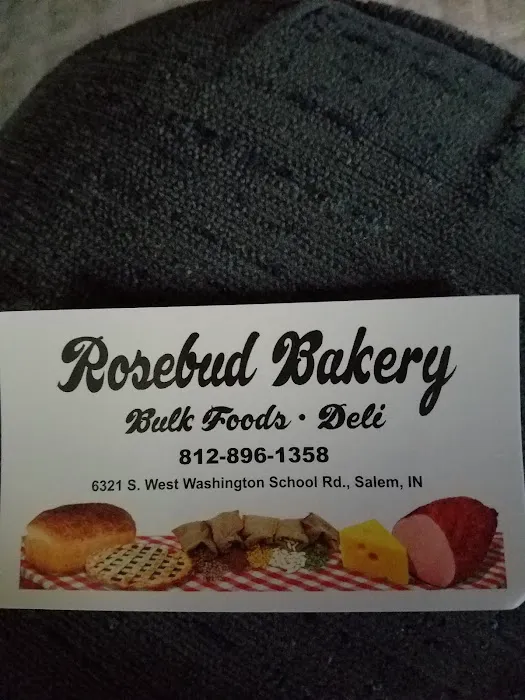 Rosebud Bakery
Bulk Foods · Deli
812-896-1358
6321 S. West Washington School Rd., Salem, IN